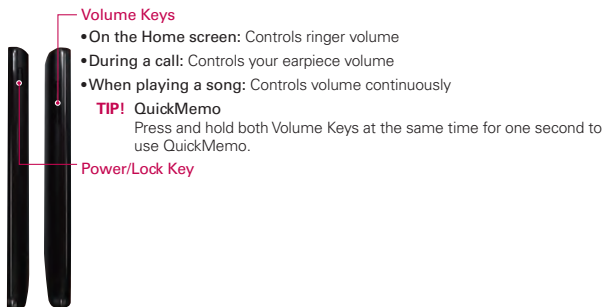 Volume Keys
•On the Home screen: Controls ringer volume
•During a call: Controls your earpiece volume
•When playing a song: Controls volume continuously
TIP! QuickMemo
Press and hold both Volume Keys at the same time for one second to
use QuickMemo.
Power/Lock Key